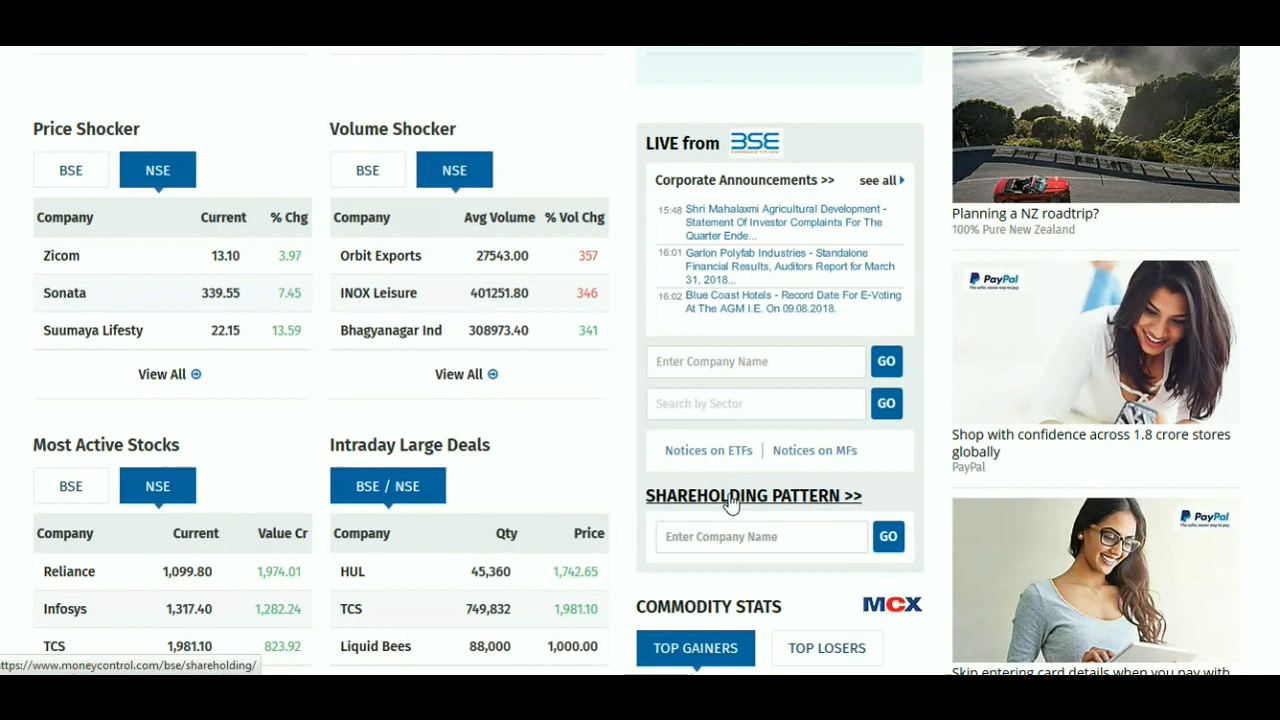 Price Shocker
BSE
NSE
Company Current % Chg
Zicom 13.10 3.97
Sonata 339.55 7.45
Suumaya Lifesty 22.15 13.59
View All
Volume Shocker
BSE
NSE
Company Avg Volume % Vol Chg
Orbit Exports 27543.00 357
INOX Leisure 401251.80 346
Bhagyanagar Ind 308973.40 341
View All
Most Active Stocks
BSE
NSE
Company Current Value Cr
Reliance 1,099.80 1,974.01
Infosys 1,317.40 1,282.24
TCS 1,981.10 823.92
https://www.moneycontrol.com/bse/shareholding/
Intraday Large Deals
BSE / NSE
Company Qty Price
HUL 45,360 1,742.65
TCS 749,832 1,981.10
Liquid Bees 88,000 1,000.00
LIVE from BSE
Corporate Announcements >> see all
15:48 Shri Mahalaxmi Agricultural Development -
Statement Of Investor Complaints For The
Quarter Ende...
16:01 Garlon Polyfab Industries - Standalone
Financial Results, Auditors Report for March
31, 2018...
16:02 Blue Coast Hotels - Record Date For E-Voting
At The AGM I.E. On 09.08.2018.
Enter Company Name GO
Search by Sector GO
Notices on ETFs | Notices on MFs
SHAREHOLDING PATTERN >>
Enter Company Name GO
COMMODITY STATS MCX
TOP GAINERS
TOP LOSERS
Planning a NZ roadtrip?
100% Pure New Zealand
PayPal
Shop with confidence across 1.8 crore stores
globally
PayPal
PayPal
Skip entering card details when you pay with